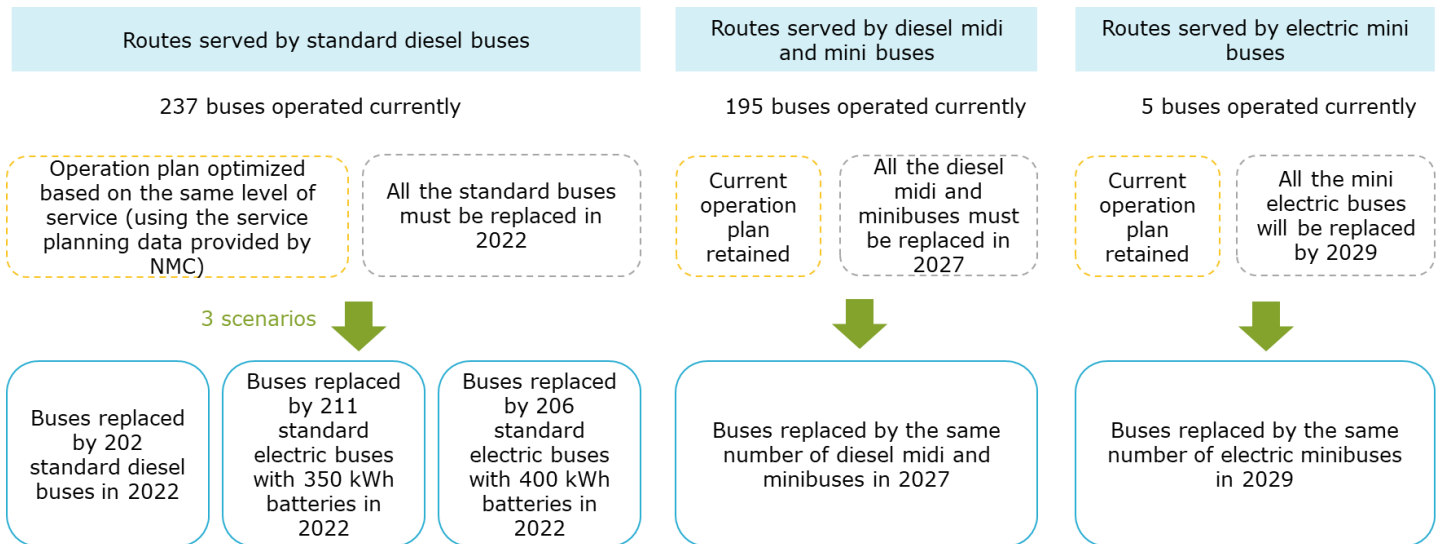 Routes served by standard diesel buses
237 buses operated currently
Operation plan optimized
based on the same level of
service (using the service
planning data provided by
NMC)
All the standard buses
must be replaced in
2022
3 scenarios
Buses replaced
by 202
standard diesel
buses in 2022
Buses replaced
by 211
standard
electric buses
with 350 kWh
batteries in
2022
Buses replaced
by 206
standard
electric buses
with 400 kWh
batteries in
2022
Routes served by diesel midi
and mini buses
195 buses operated currently
Current
operation
plan
retained
All the diesel
midi and
minibuses must
be replaced in
2027
Buses replaced by the same
number of diesel midi and
minibuses in 2027
Routes served by electric mini
buses
5 buses operated currently
Current
operation
plan
retained
All the mini
electric buses
will be replaced
by 2029
Buses replaced by the same
number of electric minibuses
in 2029